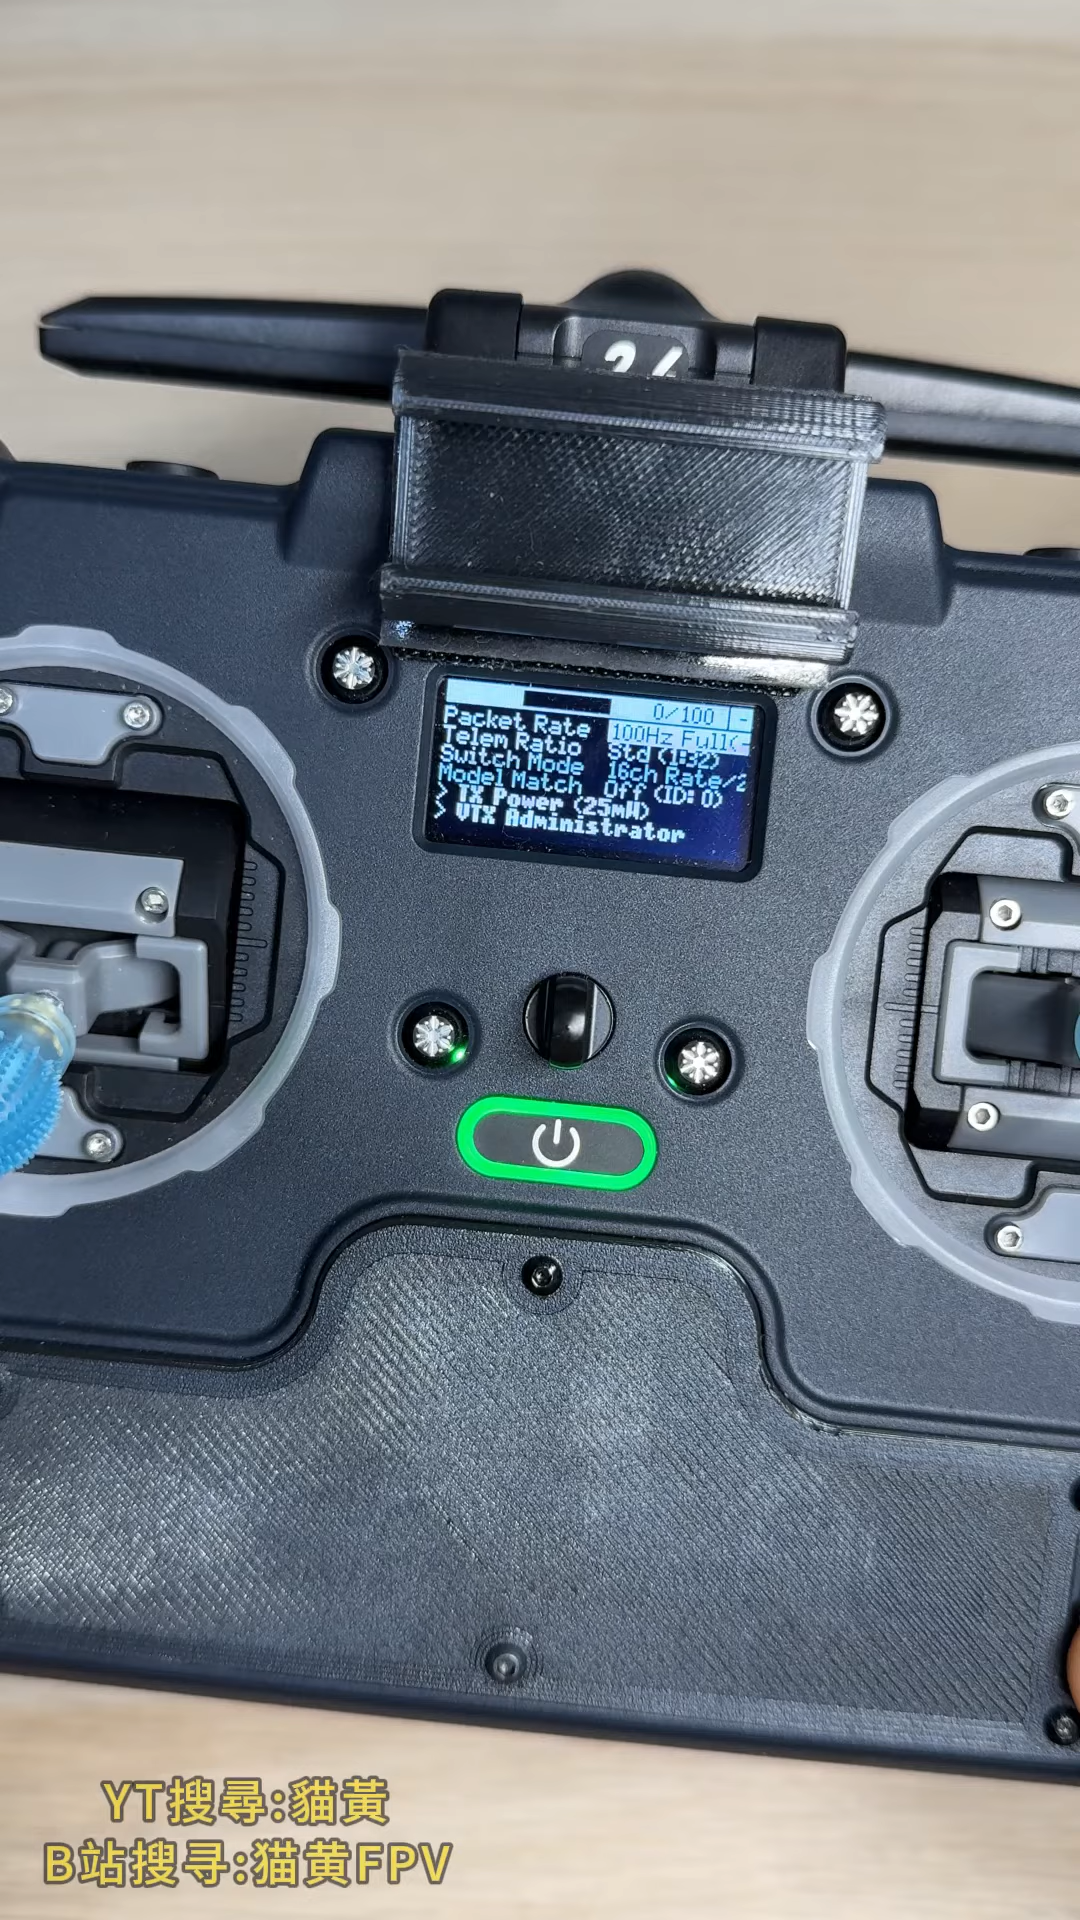 2.4
0/100 -
Packet Rate 100Hz Full(
Telem Ratio Std (1:32)
Switch Mode 16ch Rate/2
Model Match Off (ID: 0)
> TX Power (25mW)
> VTX Administrator
YT搜尋:貓黃
B站搜寻:猫黄FPV